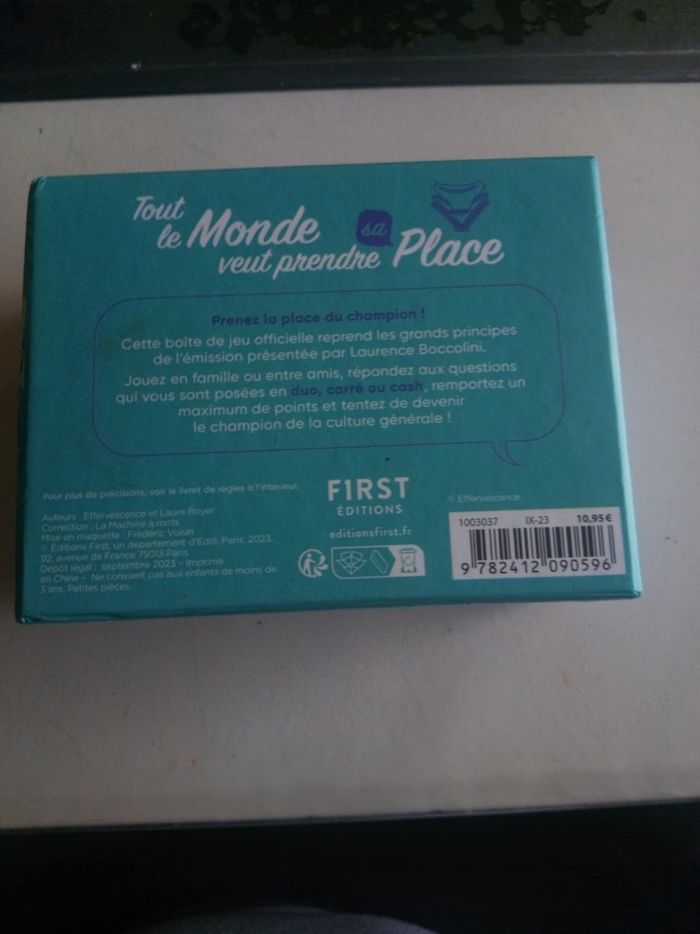 Tout
le Monde sa
veut prendre Place
Prenez la place du champion !
Cette boîte de jeu officielle reprend les grands principes
de l'émission présentée par Laurence Boccolini.
Jouez en famille ou entre amis, répondez aux questions
qui vous sont posées en duo, carré ou cash, remportez un
maximum de points et tentez de devenir
le champion de la culture générale !
Pour plus de précisions, voir le livret de règles à l'intérieur.
Auteurs : Effervescence et Laure Boyer
Correction : La Machine à mots
Mise en maquette : Frédéric Voisin
© Éditions First, un département d'Edi8, Paris, 2023.
92, avenue de France 75013 Paris
Dépôt légal : septembre 2023 - Imprimé
en Chine - Ne convient pas aux enfants de moins de
3 ans. Petites pièces.
F1RST
ÉDITIONS
editionsfirst.fr
© Effervescence
1003037 IX-23 10,95€
9 782412 090596